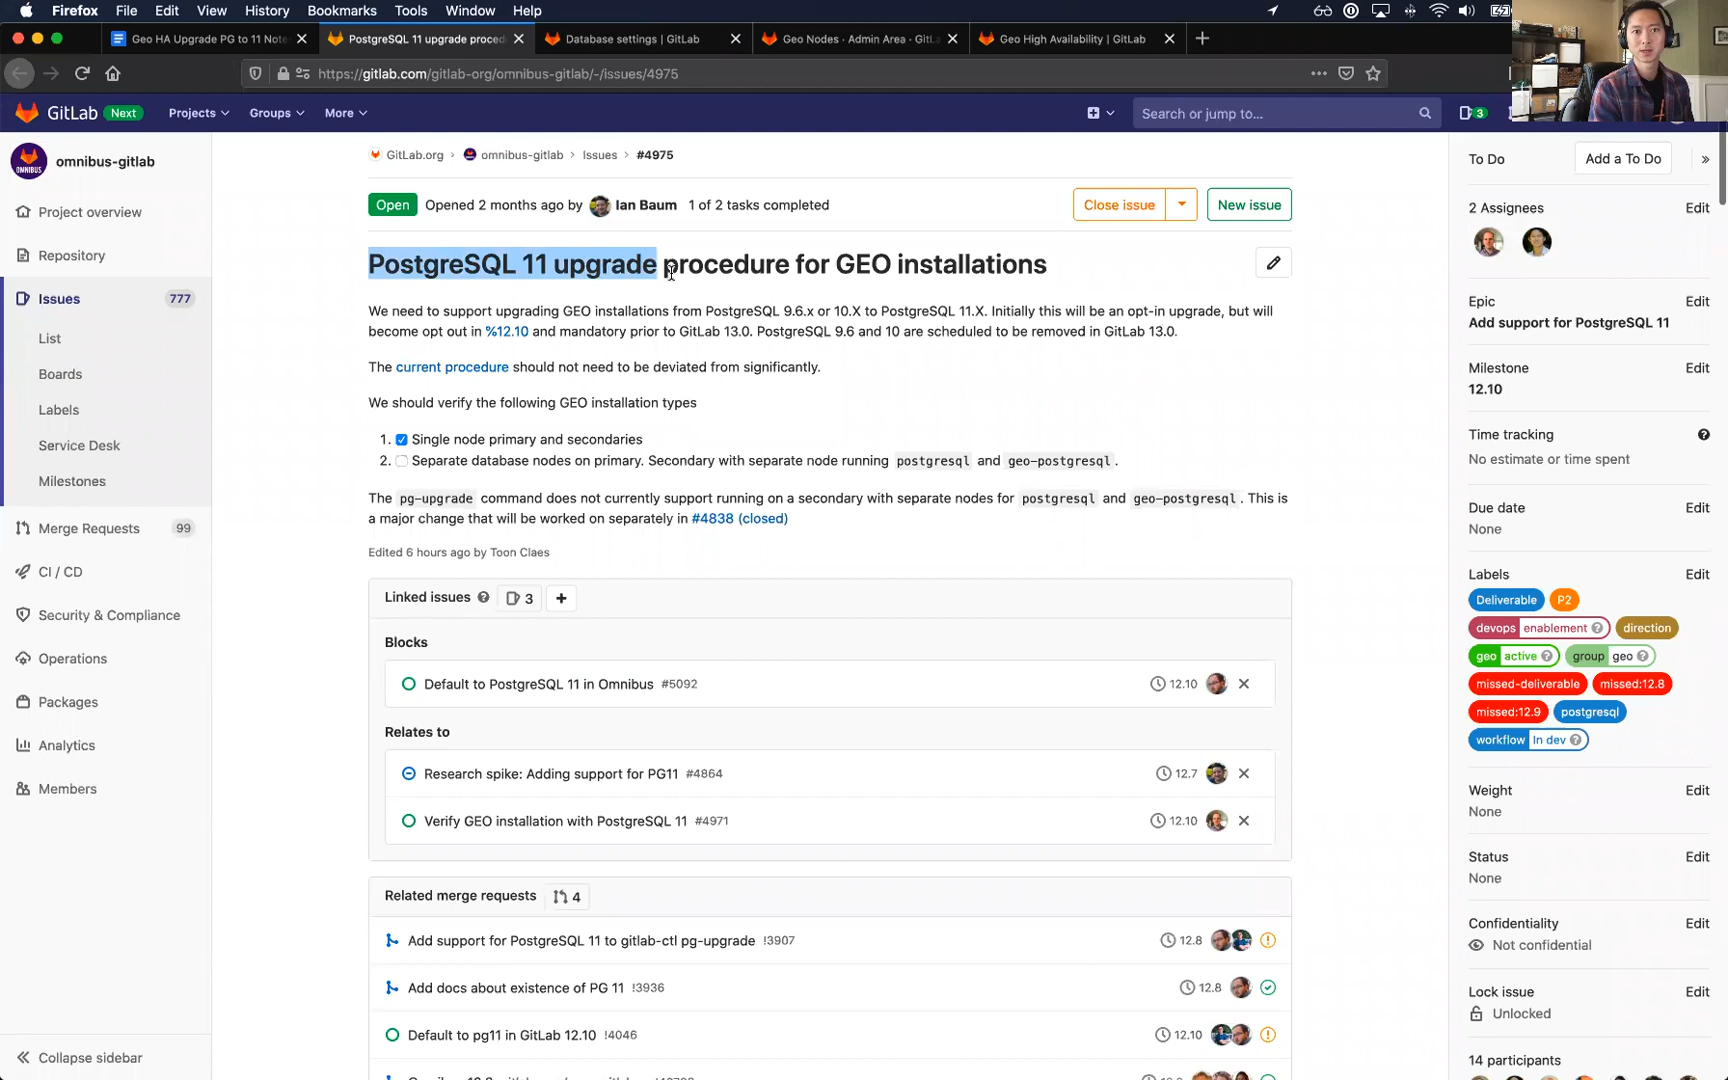 Firefox File Edit View History Bookmarks Tools Window Help
Geo HA Upgrade PG to 11 Note
PostgreSQL 11 upgrade proced
Database settings | GitLab
Geo Nodes · Admin Area · GitLa
Geo High Availability | GitLab
https://gitlab.com/gitlab-org/omnibus-gitlab/-/issues/4975
GitLab Next Projects Groups More Search or jump to... 3
OMNIBUS omnibus-gitlab
Project overview
Repository
Issues 777
List
Boards
Labels
Service Desk
Milestones
Merge Requests 99
CI / CD
Security & Compliance
Operations
Packages
Analytics
Members
Collapse sidebar
GitLab.org › omnibus-gitlab › Issues › #4975
Open Opened 2 months ago by Ian Baum 1 of 2 tasks completed Close issue New issue
PostgreSQL 11 upgrade procedure for GEO installations
We need to support upgrading GEO installations from PostgreSQL 9.6.x or 10.X to PostgreSQL 11.X. Initially this will be an opt-in upgrade, but will
become opt out in %12.10 and mandatory prior to GitLab 13.0. PostgreSQL 9.6 and 10 are scheduled to be removed in GitLab 13.0.
The current procedure should not need to be deviated from significantly.
We should verify the following GEO installation types
1. Single node primary and secondaries
2. Separate database nodes on primary. Secondary with separate node running postgresql and geo-postgresql.
The pg-upgrade command does not currently support running on a secondary with separate nodes for postgresql and geo-postgresql. This is
a major change that will be worked on separately in #4838 (closed)
Edited 6 hours ago by Toon Claes
Linked issues 3
Blocks
Default to PostgreSQL 11 in Omnibus #5092 12.10
Relates to
Research spike: Adding support for PG11 #4864 12.7
Verify GEO installation with PostgreSQL 11 #4971 12.10
Related merge requests 4
Add support for PostgreSQL 11 to gitlab-ctl pg-upgrade !3907 12.8
Add docs about existence of PG 11 !3936 12.8
Default to pg11 in GitLab 12.10 !4046 12.10
To Do Add a To Do
2 Assignees Edit
Epic Edit
Add support for PostgreSQL 11
Milestone Edit
12.10
Time tracking
No estimate or time spent
Due date Edit
None
Labels Edit
Deliverable P2
devops enablement direction
geo active group geo
missed-deliverable missed:12.8
missed:12.9 postgresql
workflow In dev
Weight Edit
None
Status Edit
None
Confidentiality Edit
Not confidential
Lock issue Edit
Unlocked
14 participants